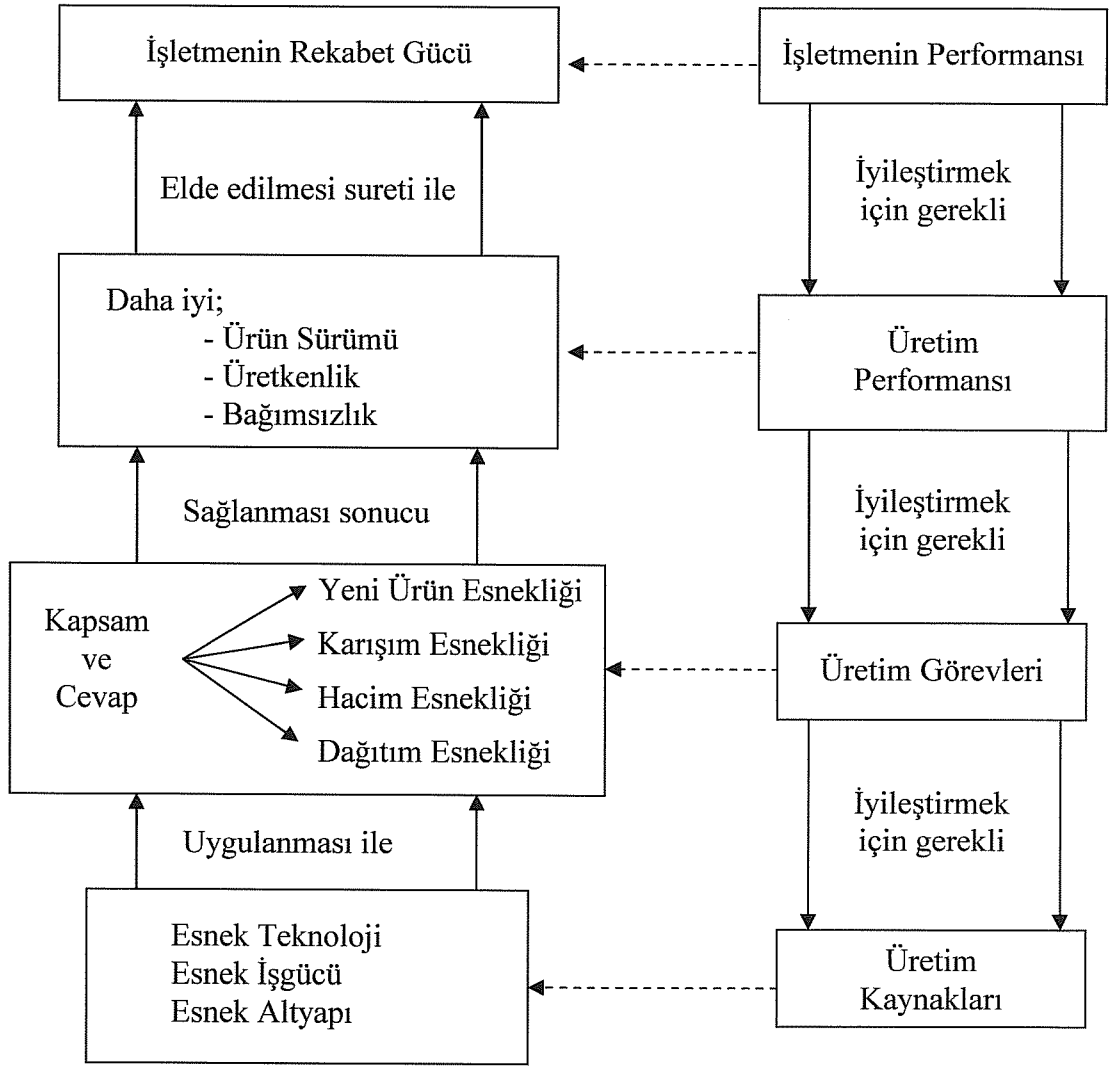 İşletmenin Rekabet Gücü
İşletmenin Performansı
Elde edilmesi sureti ile
İyileştirmek
için gerekli
Daha iyi;
- Ürün Sürümü
- Üretkenlik
- Bağımsızlık
Üretim
Performansı
Sağlanması sonucu
İyileştirmek
için gerekli
Kapsam
ve
Cevap
Yeni Ürün Esnekliği
Karışım Esnekliği
Hacim Esnekliği
Dağıtım Esnekliği
Üretim Görevleri
Uygulanması ile
İyileştirmek
için gerekli
Esnek Teknoloji
Esnek İşgücü
Esnek Altyapı
Üretim
Kaynakları